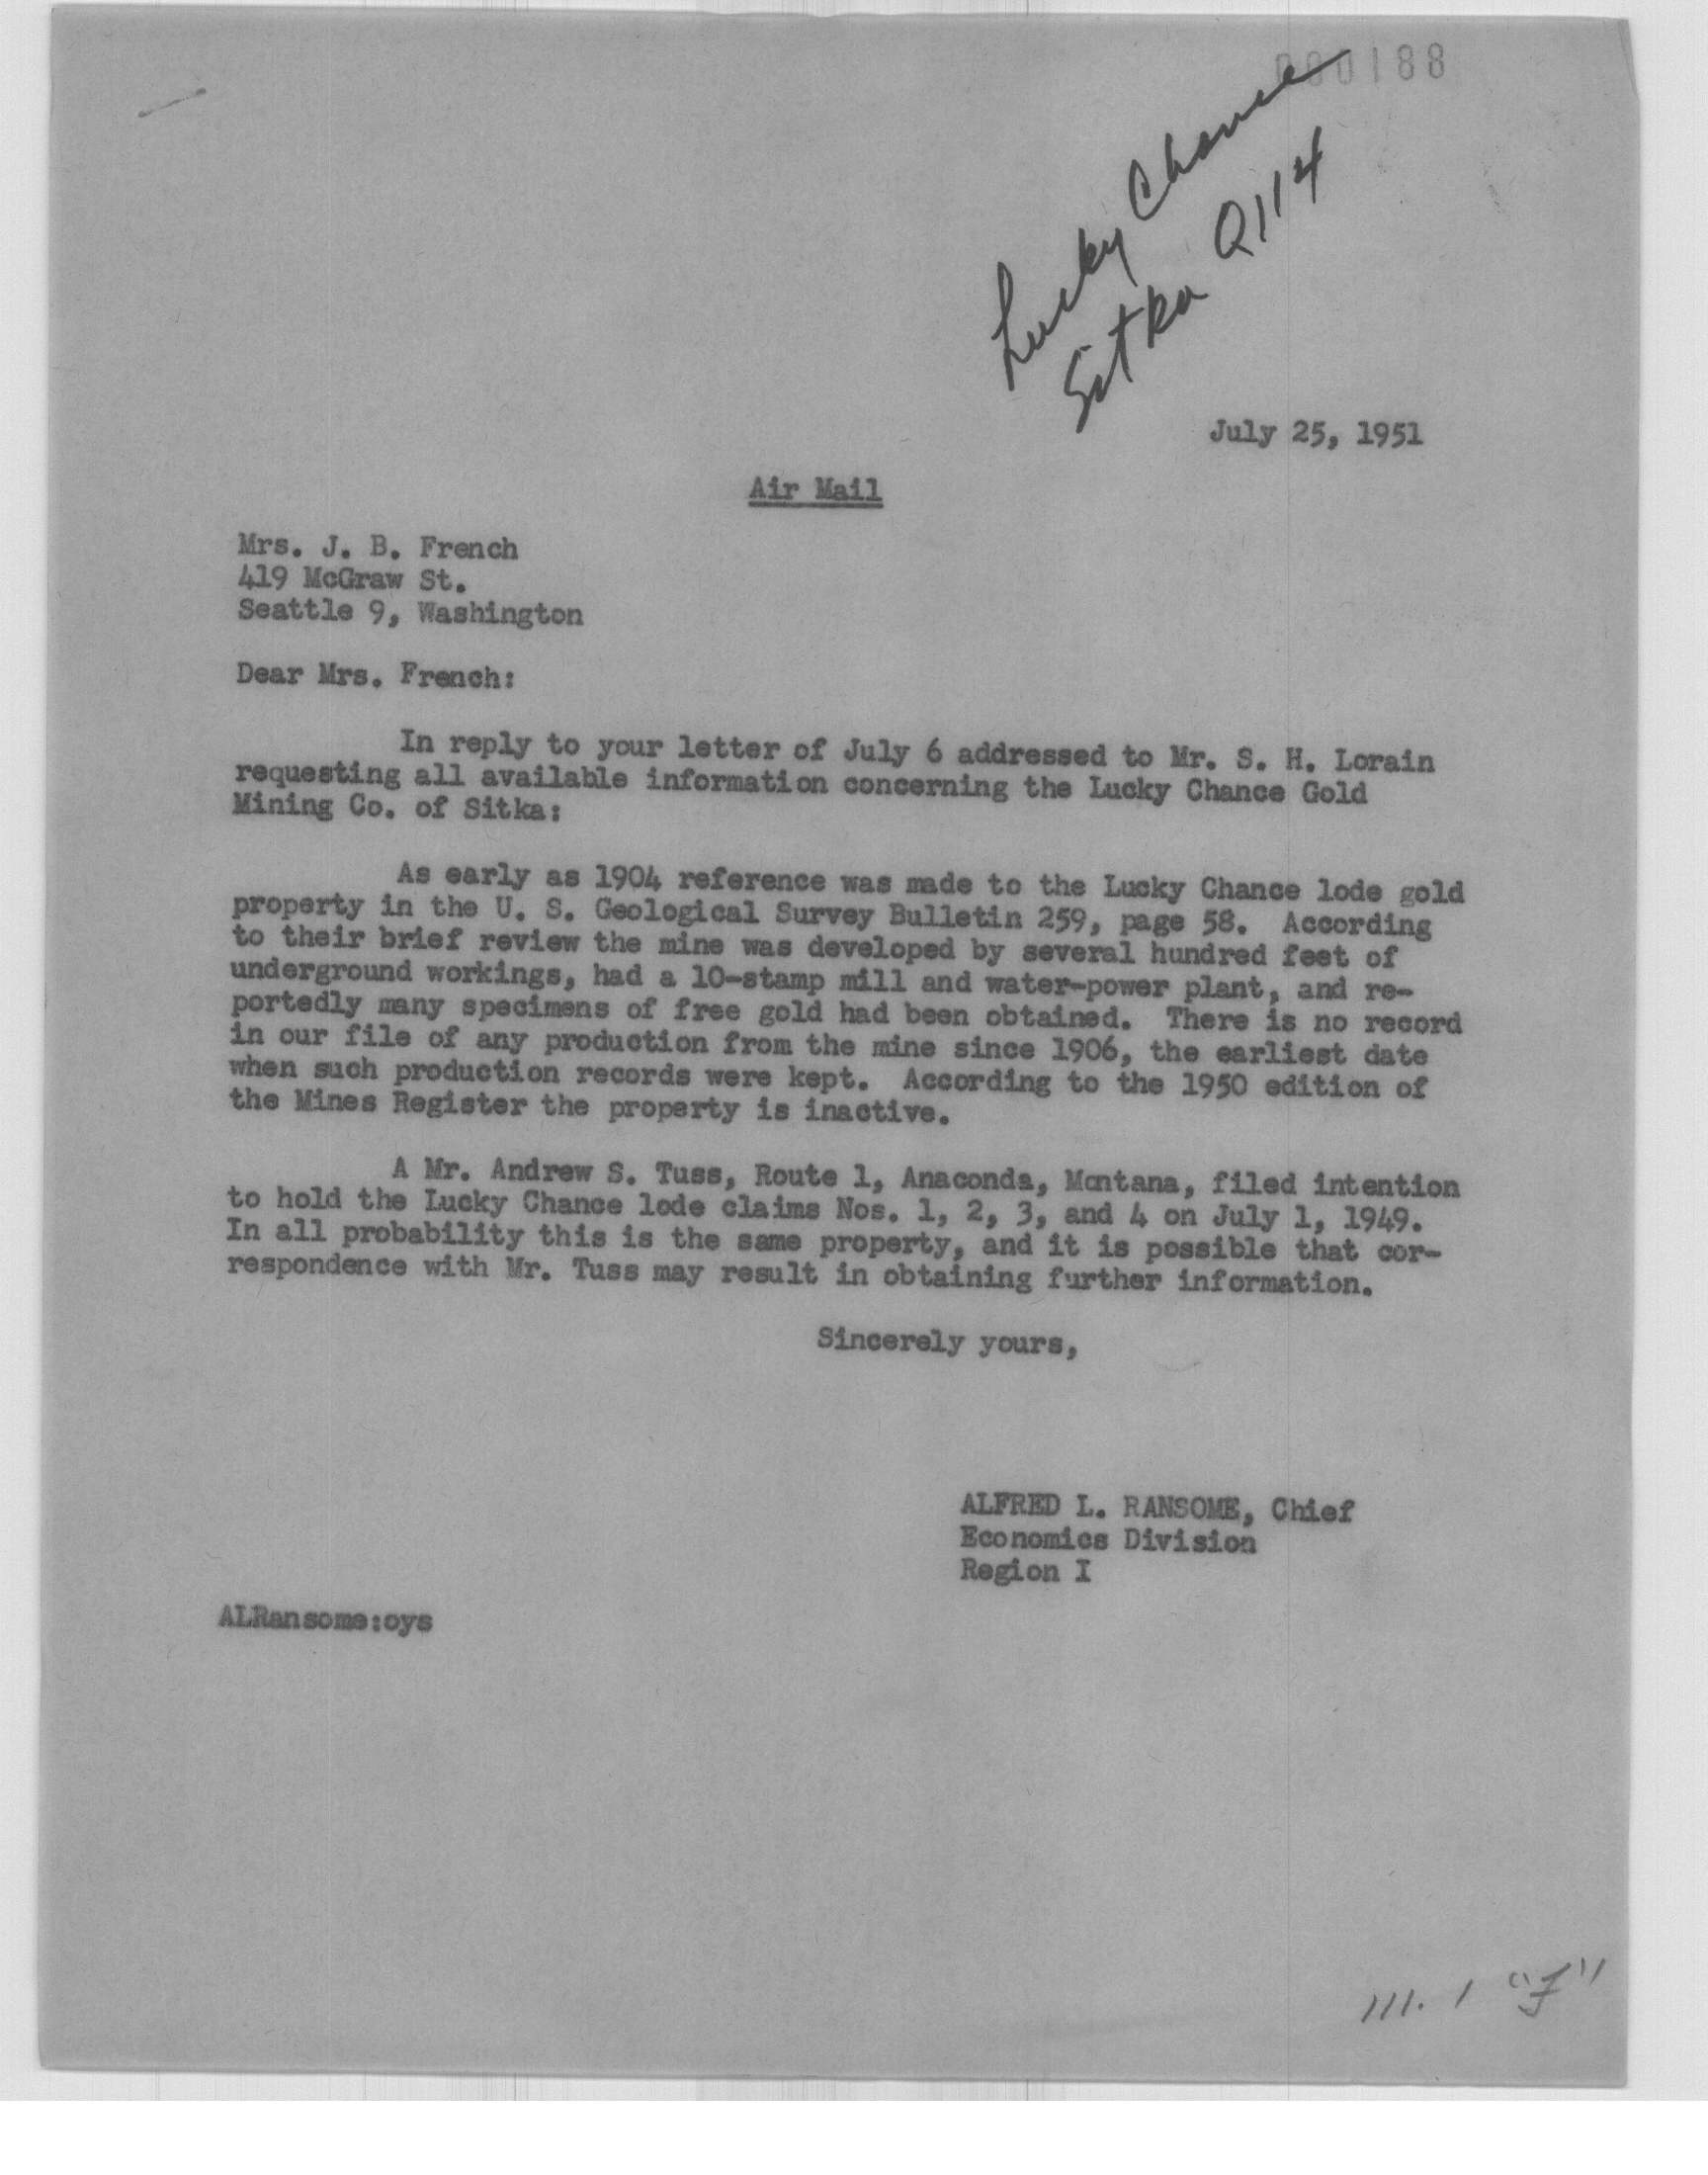 000188
Lucky Chance
Sitka Q114
July 25, 1951
Air Mail
Mrs. J. B. French
419 McGraw St.
Seattle 9, Washington
Dear Mrs. French:
In reply to your letter of July 6 addressed to Mr. S. H. Lorain
requesting all available information concerning the Lucky Chance Gold
Mining Co. of Sitka:
As early as 1904 reference was made to the Lucky Chance lode gold
property in the U. S. Geological Survey Bulletin 259, page 58. According
to their brief review the mine was developed by several hundred feet of
underground workings, had a 10-stamp mill and water-power plant, and re-
portedly many specimens of free gold had been obtained. There is no record
in our file of any production from the mine since 1906, the earliest date
when such production records were kept. According to the 1950 edition of
the Mines Register the property is inactive.
A Mr. Andrew S. Tuss, Route 1, Anaconda, Montana, filed intention
to hold the Lucky Chance lode claims Nos. 1, 2, 3, and 4 on July 1, 1949.
In all probability this is the same property, and it is possible that cor-
respondence with Mr. Tuss may result in obtaining further information.
Sincerely yours,
ALFRED L. RANSOME, Chief
Economics Division
Region I
ALRansome:oys
111. 1 "F"